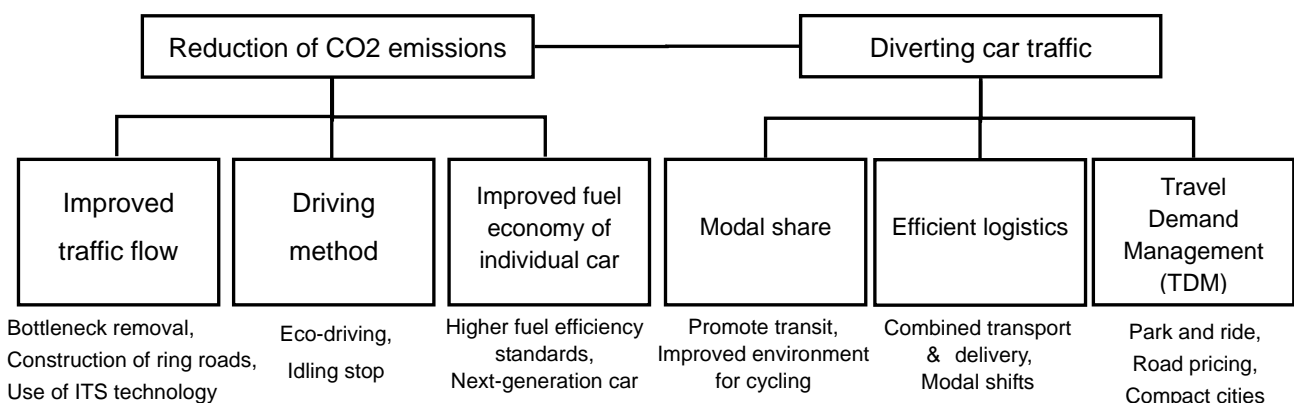 Reduction of CO2 emissions
Diverting car traffic
Improved
traffic flow
Driving
method
Improved fuel
economy of
individual car
Modal share
Efficient logistics
Travel
Demand
Management
(TDM)
Bottleneck removal,
Construction of ring roads,
Use of ITS technology
Eco-driving,
Idling stop
Higher fuel efficiency
standards,
Next-generation car
Promote transit,
Improved environment
for cycling
Combined transport
& delivery,
Modal shifts
Park and ride,
Road pricing,
Compact cities